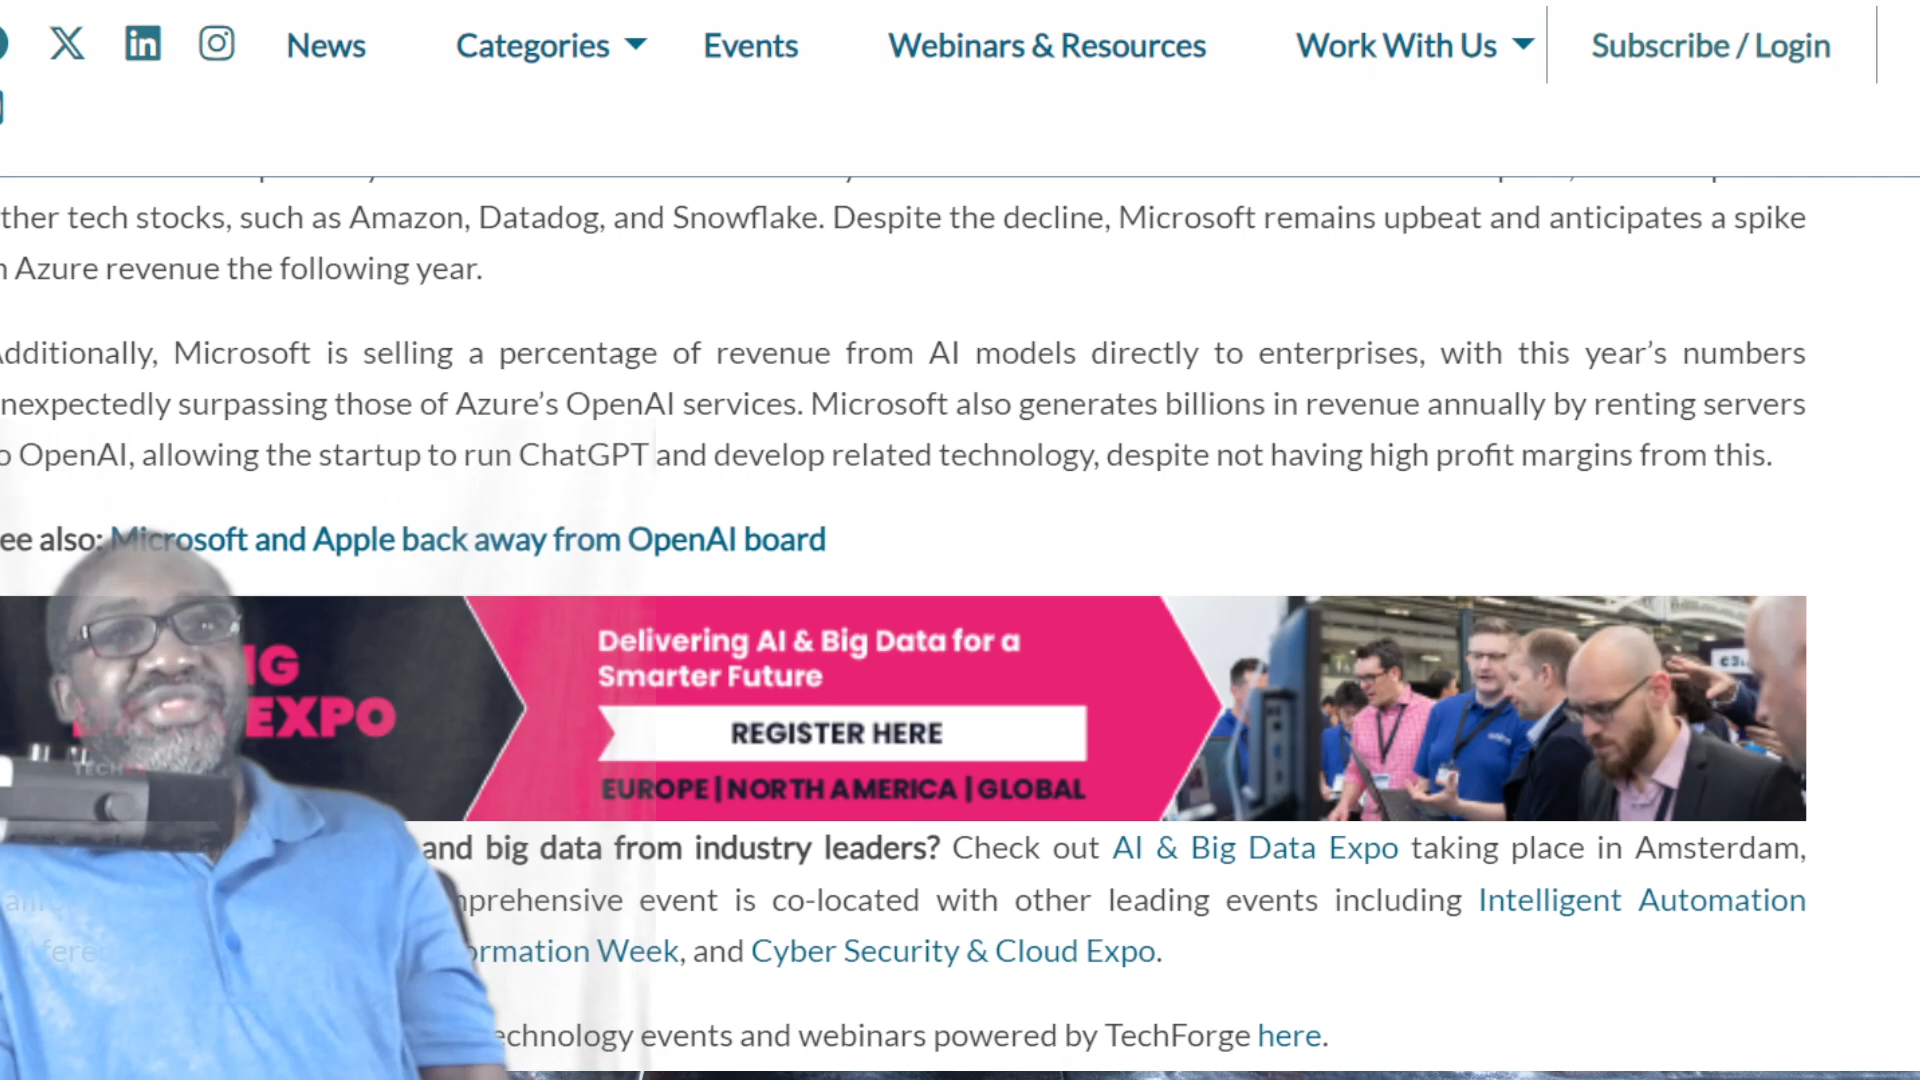 News Categories Events Webinars & Resources Work With Us Subscribe / Login
ther tech stocks, such as Amazon, Datadog, and Snowflake. Despite the decline, Microsoft remains upbeat and anticipates a spike
Azure revenue the following year.
dditionally, Microsoft is selling a percentage of revenue from AI models directly to enterprises, with this year’s numbers
nexpectedly surpassing those of Azure’s OpenAI services. Microsoft also generates billions in revenue annually by renting servers
o OpenAI, allowing the startup to run ChatGPT and develop related technology, despite not having high profit margins from this.
ee also: Microsoft and Apple back away from OpenAI board
IG
EXPO
TECH
Delivering AI & Big Data for a
Smarter Future
REGISTER HERE
EUROPE | NORTH AMERICA | GLOBAL
and big data from industry leaders? Check out AI & Big Data Expo taking place in Amsterdam,
prehensive event is co-located with other leading events including Intelligent Automation
ormation Week, and Cyber Security & Cloud Expo.
echnology events and webinars powered by TechForge here.